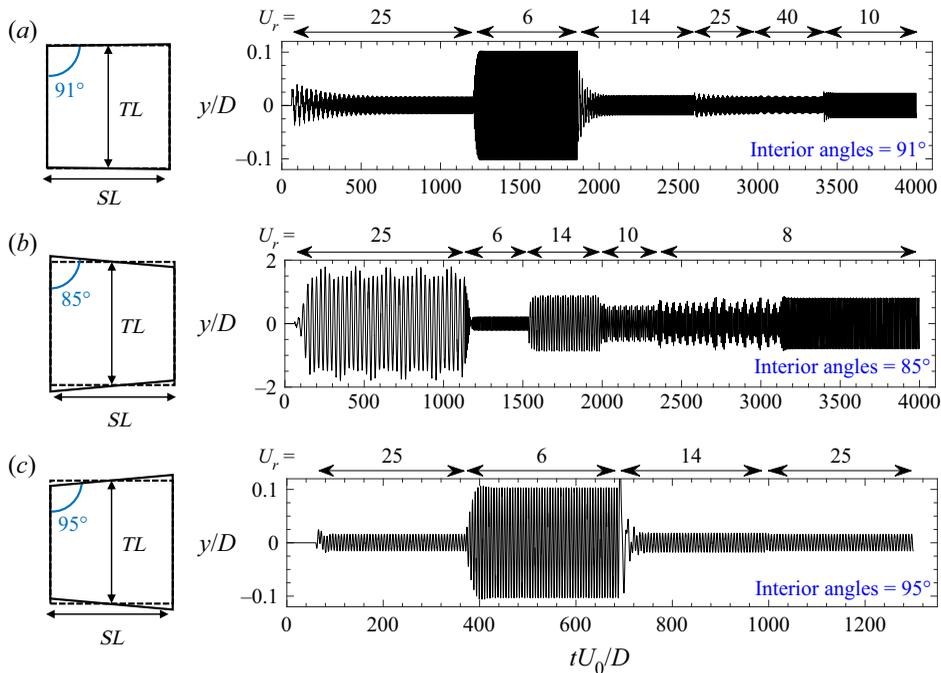 (a)
91°
TL
SL
U_r = 25 6 14 25 40 10
y/D
0.1
0
–0.1
Interior angles = 91°
0 500 1000 1500 2000 2500 3000 3500 4000
(b)
85°
TL
SL
U_r = 25 6 14 10 8
y/D
2
0
–2
Interior angles = 85°
0 500 1000 1500 2000 2500 3000 3500 4000
(c)
95°
TL
SL
U_r = 25 6 14 25
y/D
0.1
0
–0.1
Interior angles = 95°
0 200 400 600 800 1000 1200
tU_0/D